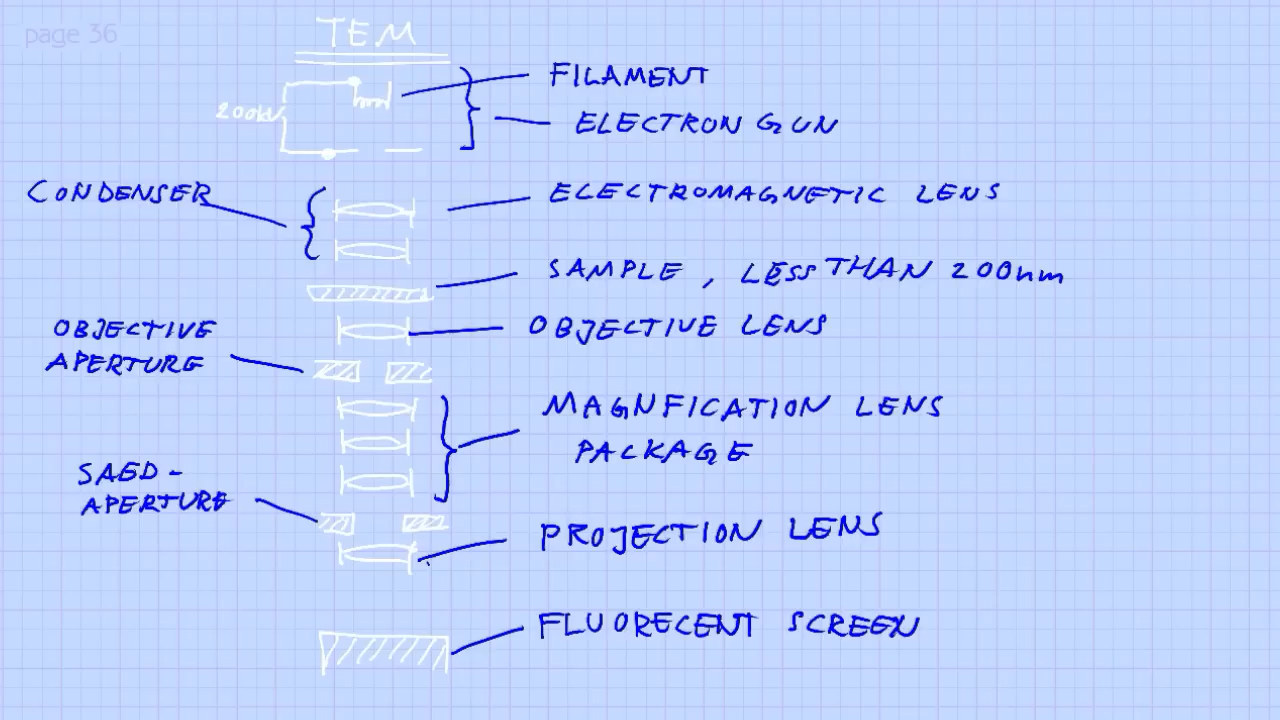 page 36
TEM
FILAMENT
200kV
ELECTRON GUN
CONDENSER
ELECTROMAGNETIC LENS
SAMPLE, LESS THAN 200nm
OBJECTIVE
APERTURE
OBJECTIVE LENS
MAGNFICATION LENS
PACKAGE
SAED-
APERTURE
PROJECTION LENS
FLUORECENT SCREEN